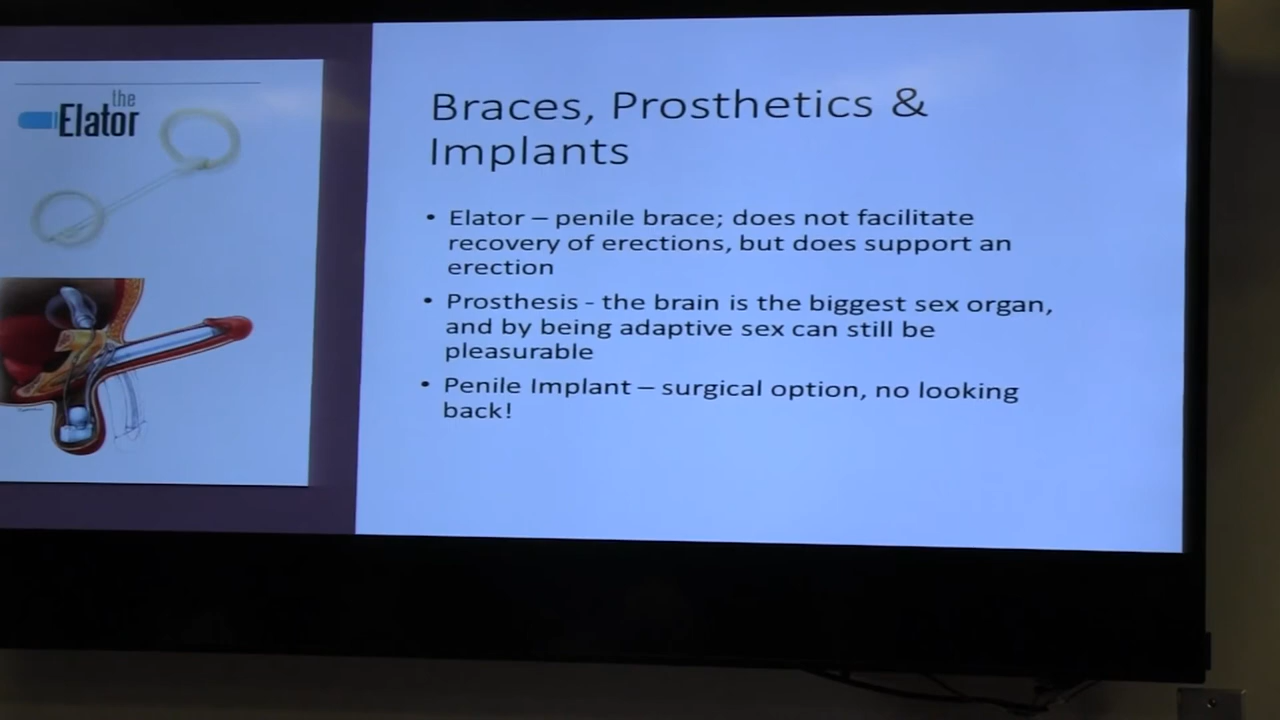 the
Elator
Braces, Prosthetics &
Implants
• Elator – penile brace; does not facilitate
recovery of erections, but does support an
erection
• Prosthesis - the brain is the biggest sex organ,
and by being adaptive sex can still be
pleasurable
• Penile Implant – surgical option, no looking
back!